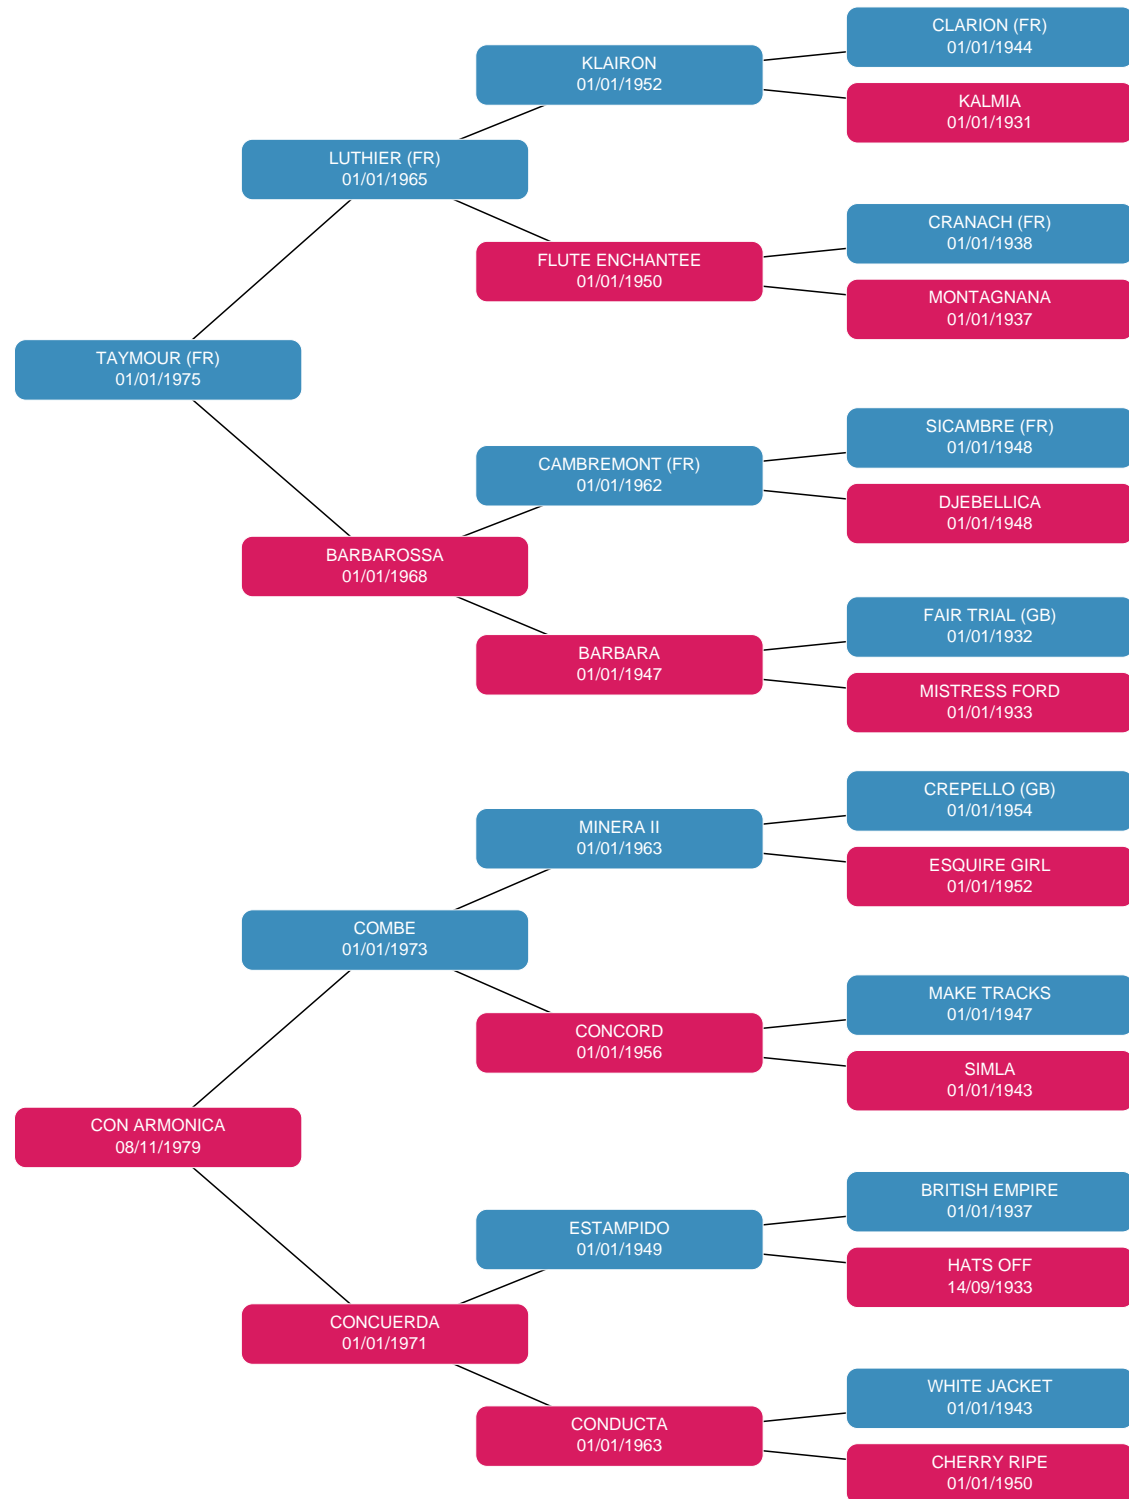 CLARION (FR)
01/01/1944
KLAIRON
01/01/1952
KALMIA
01/01/1931
LUTHIER (FR)
01/01/1965
CRANACH (FR)
01/01/1938
FLUTE ENCHANTEE
01/01/1950
MONTAGNANA
01/01/1937
TAYMOUR (FR)
01/01/1975
SICAMBRE (FR)
01/01/1948
CAMBREMONT (FR)
01/01/1962
DJEBELLICA
01/01/1948
BARBAROSSA
01/01/1968
FAIR TRIAL (GB)
01/01/1932
BARBARA
01/01/1947
MISTRESS FORD
01/01/1933
CREPELLO (GB)
01/01/1954
MINERA II
01/01/1963
ESQUIRE GIRL
01/01/1952
COMBE
01/01/1973
MAKE TRACKS
01/01/1947
CONCORD
01/01/1956
SIMLA
01/01/1943
CON ARMONICA
08/11/1979
BRITISH EMPIRE
01/01/1937
ESTAMPIDO
01/01/1949
HATS OFF
14/09/1933
CONCUERDA
01/01/1971
WHITE JACKET
01/01/1943
CONDUCTA
01/01/1963
CHERRY RIPE
01/01/1950